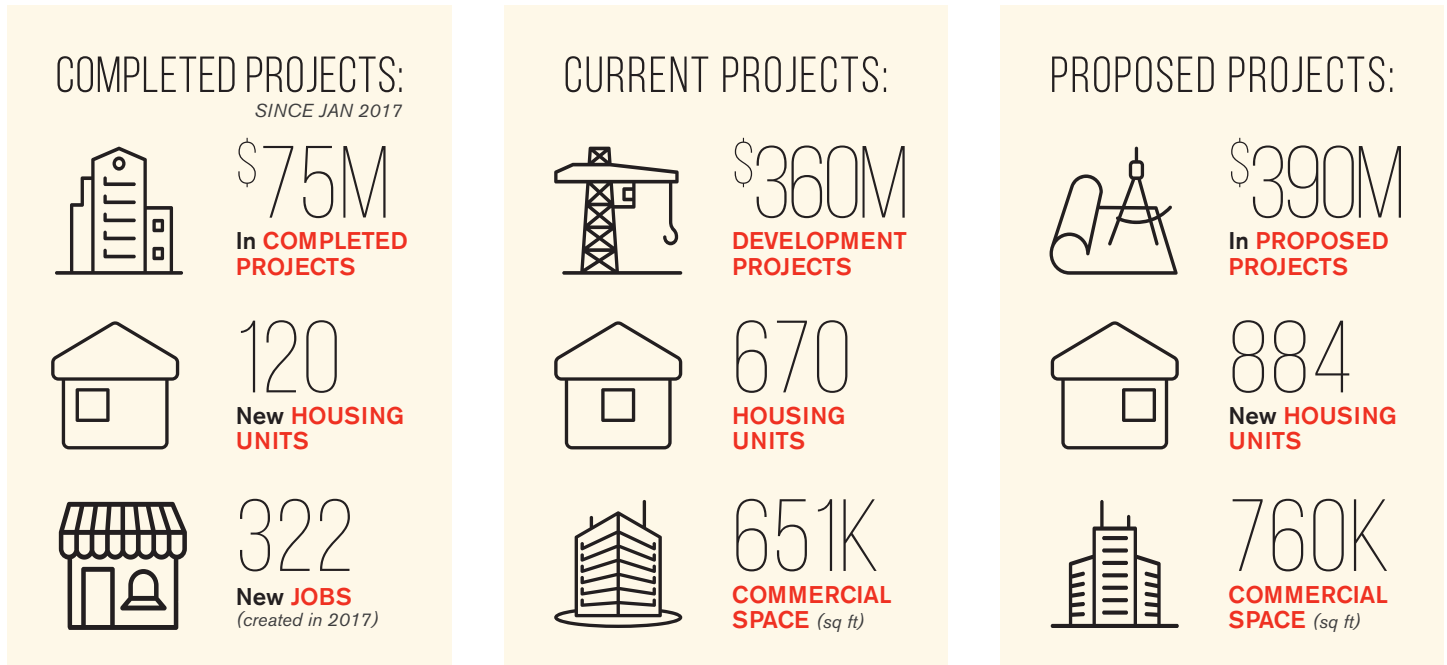 COMPLETED PROJECTS:
SINCE JAN 2017
$75M
In COMPLETED
PROJECTS
120
New HOUSING
UNITS
322
New JOBS
(created in 2017)
CURRENT PROJECTS:
$360M
DEVELOPMENT
PROJECTS
670
HOUSING
UNITS
651K
COMMERCIAL
SPACE (sq ft)
PROPOSED PROJECTS:
$390M
In PROPOSED
PROJECTS
884
New HOUSING
UNITS
760K
COMMERCIAL
SPACE (sq ft)